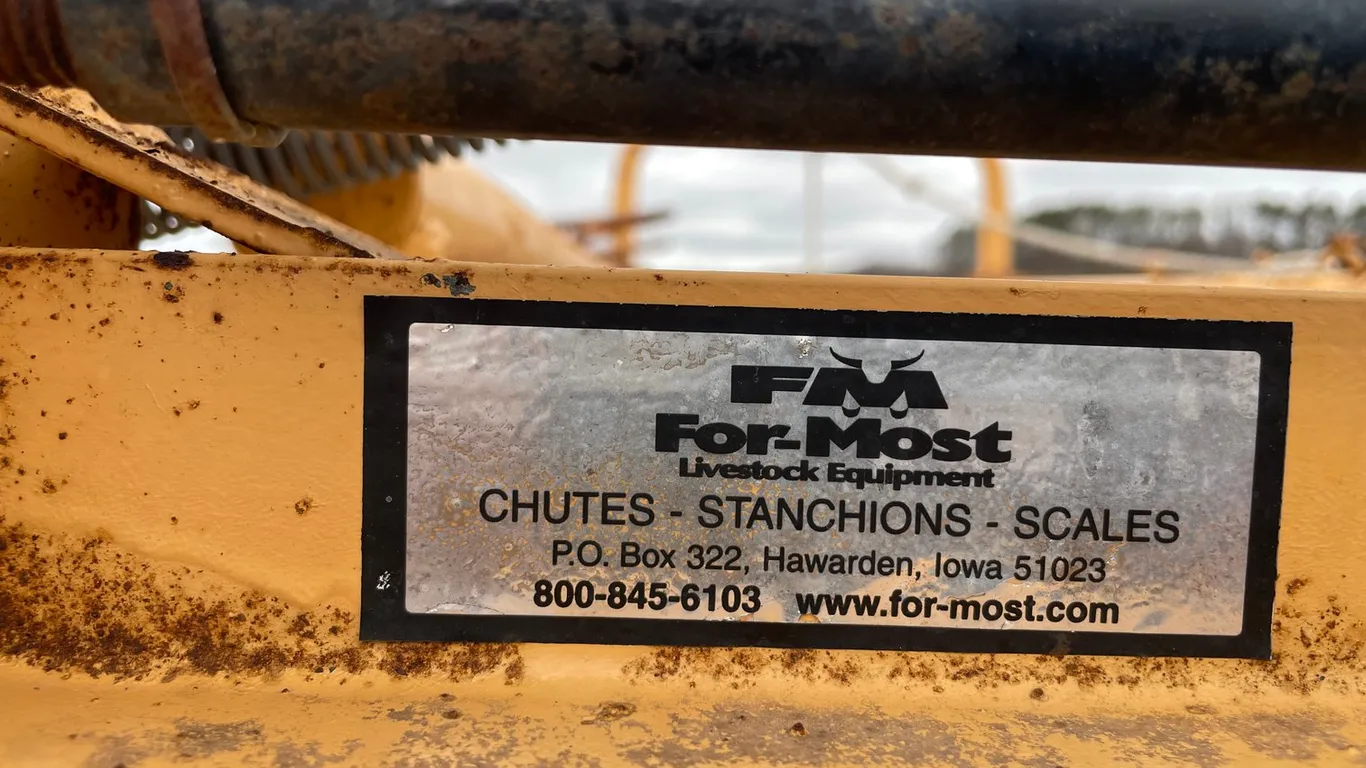 FM
For-Most
Livestock Equipment
CHUTES - STANCHIONS - SCALES
P.O. Box 322, Hawarden, Iowa 51023
800-845-6103 www.for-most.com